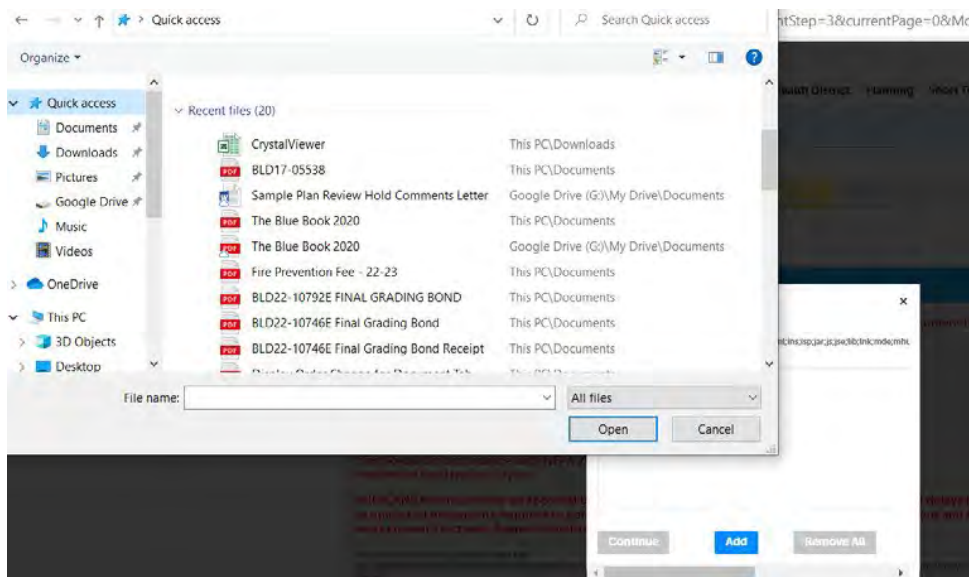 Quick access
Search Quick access
ntStep=3&currentPage=0&Mo
Organize
Quick access
Documents
Downloads
Pictures
Google Drive
Music
Videos
OneDrive
This PC
3D Objects
Desktop
Recent files (20)
CrystalViewer This PC\Downloads
BLD17-05538 This PC\Documents
Sample Plan Review Hold Comments Letter Google Drive (G:)\My Drive\Documents
The Blue Book 2020 This PC\Documents
The Blue Book 2020 Google Drive (G:)\My Drive\Documents
Fire Prevention Fee - 22-23 This PC\Documents
BLD22-10792E FINAL GRADING BOND This PC\Documents
BLD22-10746E Final Grading Bond This PC\Documents
BLD22-10746E Final Grading Bond Receipt This PC\Documents
File name:
All files
Open
Cancel
Planning
Continue
Add
Remove All